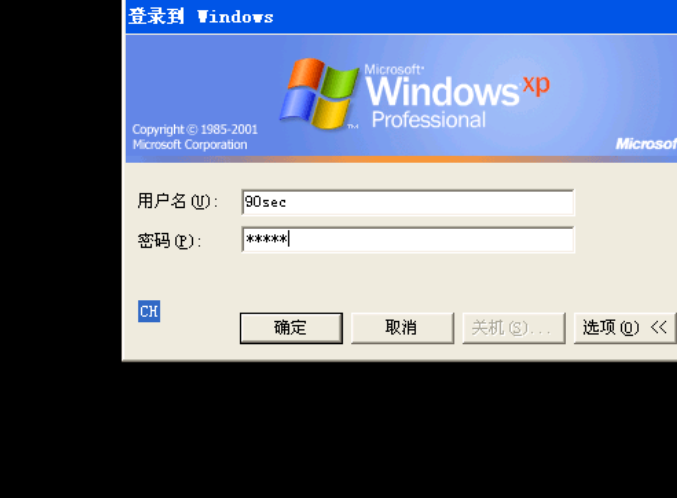 登录到 Windows
Microsoft
Windows xp
Professional
TM
Copyright © 1985-2001
Microsoft Corporation
Microsof
用户名(U):
90sec
密码(P):
*****
CH
确定
取消
关机(S)...
选项(O) <<